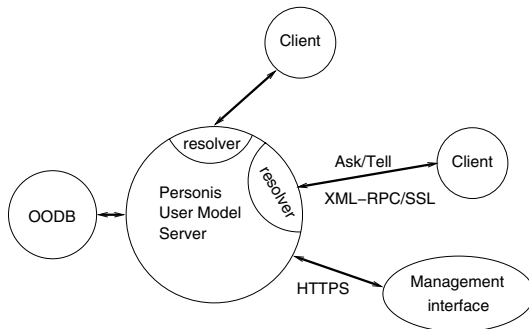 Client
resolver
Ask/Tell
Client
resolver
XML–RPC/SSL
Personis
User Model
Server
OODB
HTTPS
Management
interface